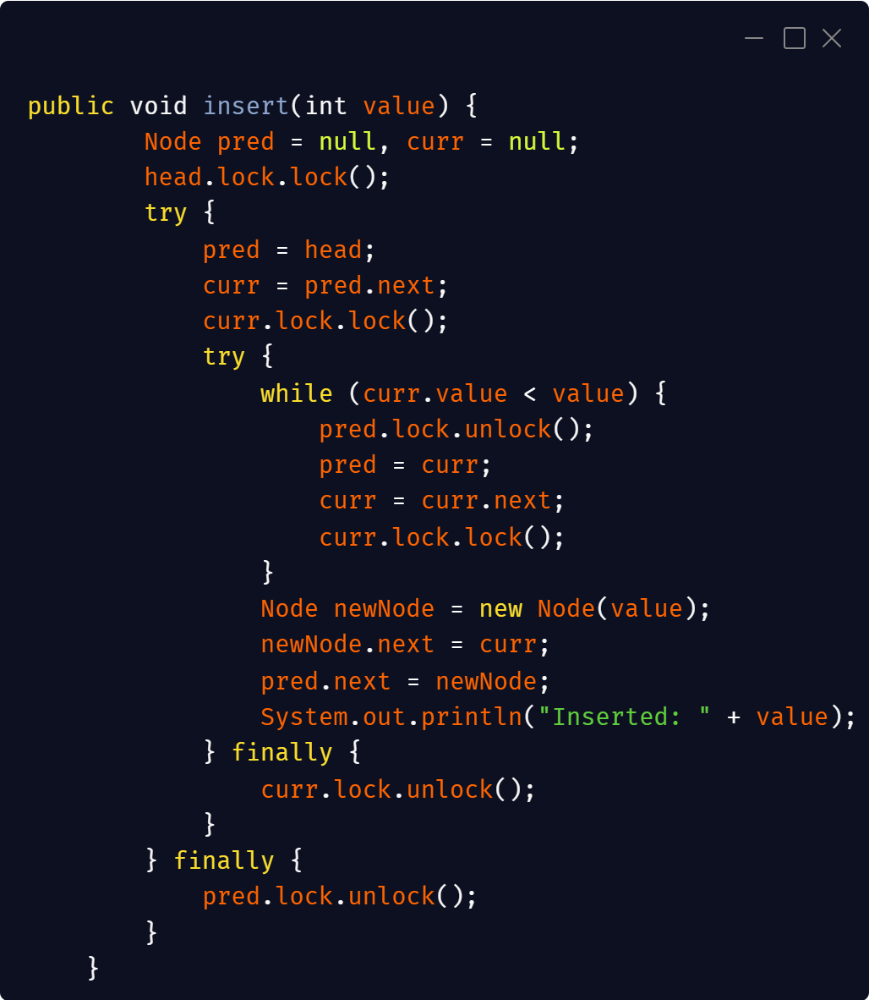 public void insert(int value) {
        Node pred = null, curr = null;
        head.lock.lock();
        try {
            pred = head;
            curr = pred.next;
            curr.lock.lock();
            try {
                while (curr.value < value) {
                    pred.lock.unlock();
                    pred = curr;
                    curr = curr.next;
                    curr.lock.lock();
                }
                Node newNode = new Node(value);
                newNode.next = curr;
                pred.next = newNode;
                System.out.println("Inserted: " + value);
            } finally {
                curr.lock.unlock();
            }
        } finally {
            pred.lock.unlock();
        }
    }